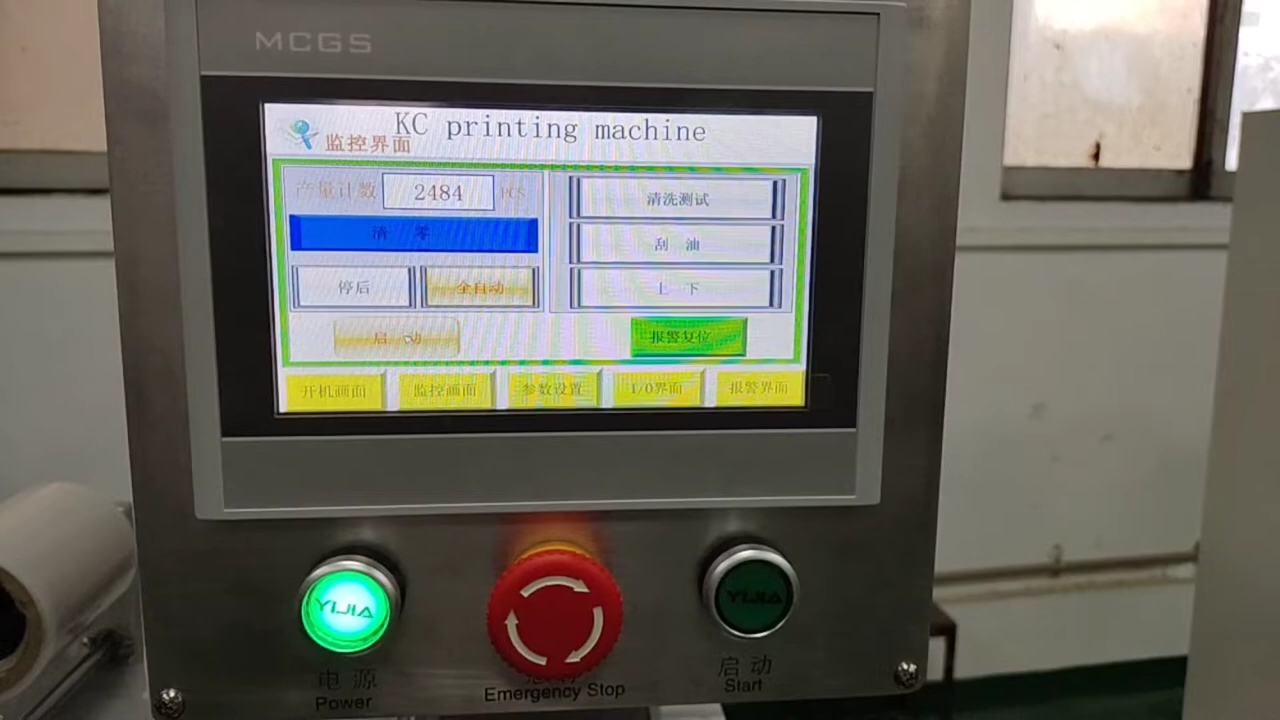 MCGS
KC printing machine
监控界面
产量计数 2484 PCS
清 零
停后 全自动
启 动
清洗测试
刮 油
上 下
报警复位
开机画面 监控画面 参数设置 I/O界面 报警界面
YIJIA
YIJIA
电 源
Power
Emergency Stop
启 动
Start